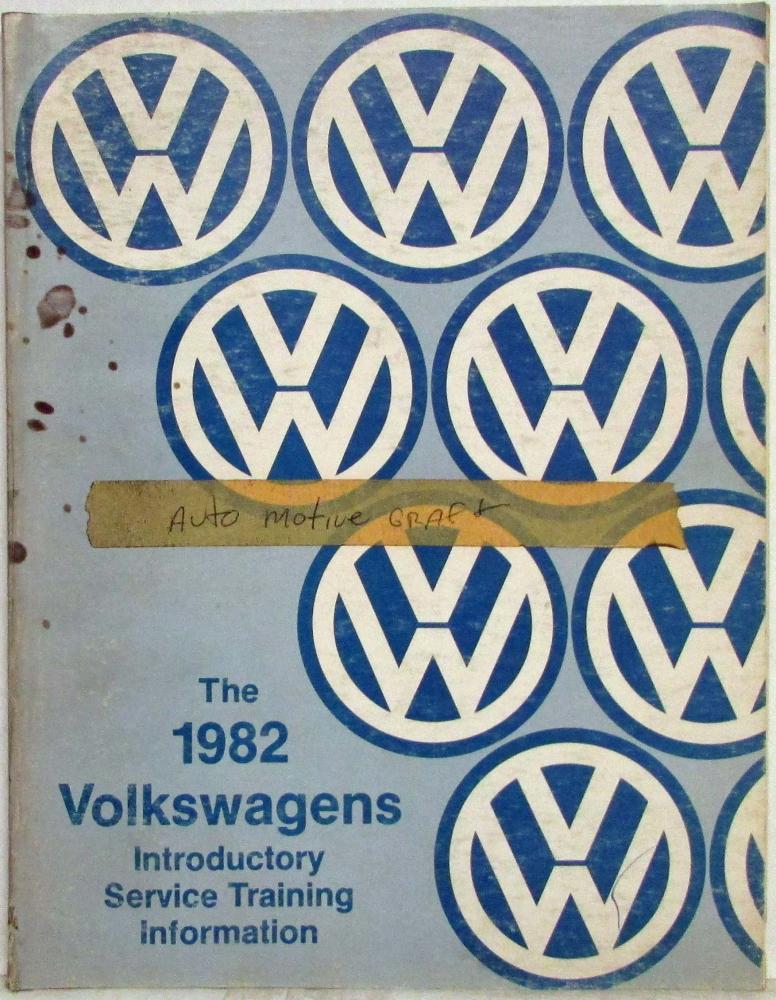 Auto Motive GRAFt
The
1982
Volkswagens
Introductory
Service Training
Information